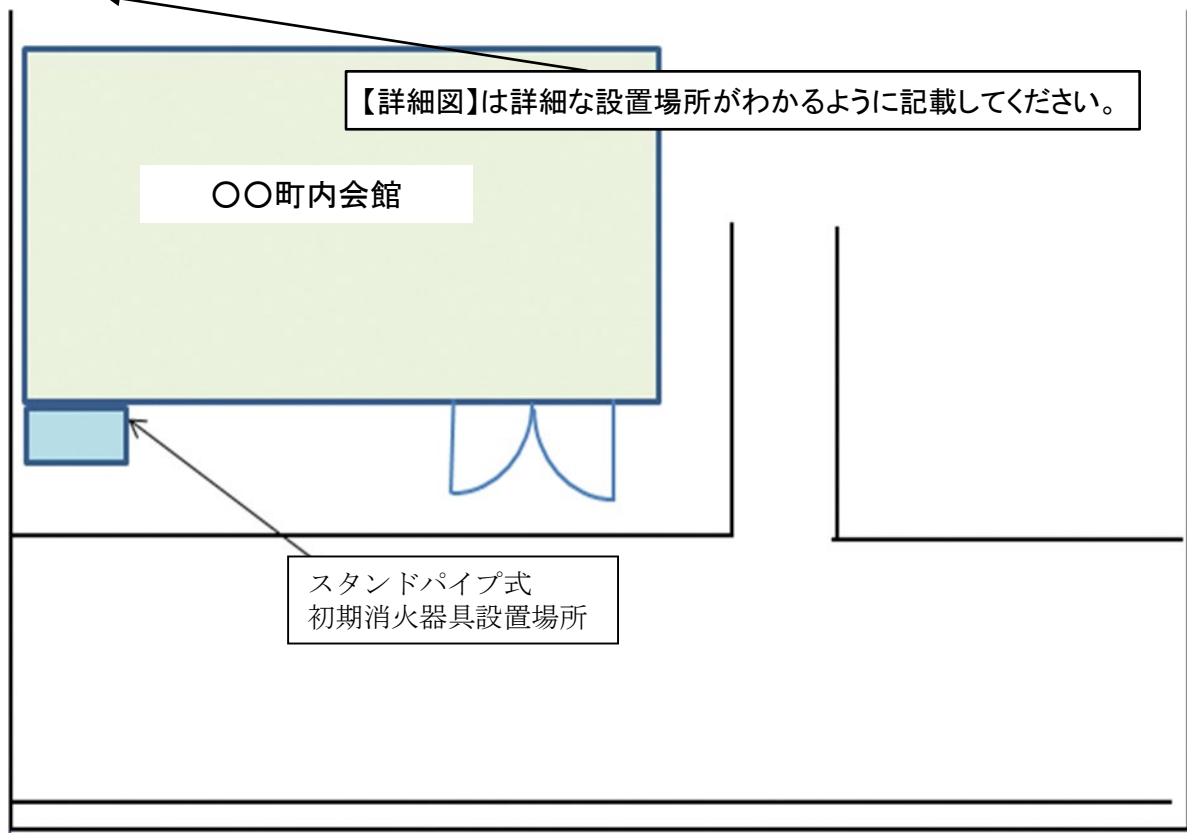 【詳細図】は詳細な設置場所がわかるように記載してください。
〇〇町内会館
スタンドパイプ式
初期消火器具設置場所